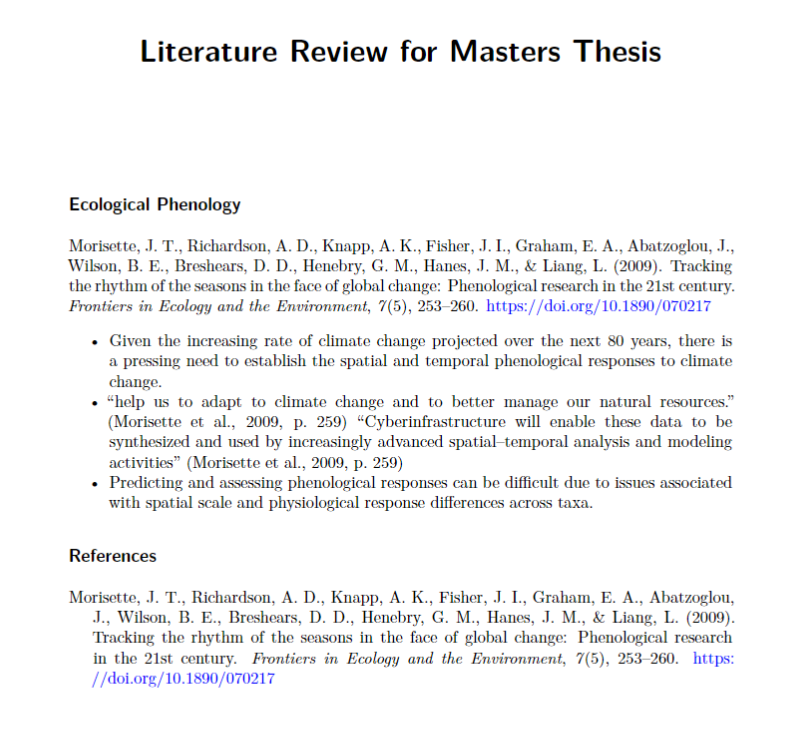 Literature Review for Masters Thesis
Ecological Phenology
Morisette, J. T., Richardson, A. D., Knapp, A. K., Fisher, J. I., Graham, E. A., Abatzoglou, J.,
Wilson, B. E., Breshears, D. D., Henebry, G. M., Hanes, J. M., & Liang, L. (2009). Tracking
the rhythm of the seasons in the face of global change: Phenological research in the 21st century.
Frontiers in Ecology and the Environment, 7(5), 253–260. https://doi.org/10.1890/070217
• Given the increasing rate of climate change projected over the next 80 years, there is
a pressing need to establish the spatial and temporal phenological responses to climate
change.
• “help us to adapt to climate change and to better manage our natural resources.”
(Morisette et al., 2009, p. 259) “Cyberinfrastructure will enable these data to be
synthesized and used by increasingly advanced spatial–temporal analysis and modeling
activities” (Morisette et al., 2009, p. 259)
• Predicting and assessing phenological responses can be difficult due to issues associated
with spatial scale and physiological response differences across taxa.
References
Morisette, J. T., Richardson, A. D., Knapp, A. K., Fisher, J. I., Graham, E. A., Abatzoglou,
J., Wilson, B. E., Breshears, D. D., Henebry, G. M., Hanes, J. M., & Liang, L. (2009).
Tracking the rhythm of the seasons in the face of global change: Phenological research
in the 21st century. Frontiers in Ecology and the Environment, 7(5), 253–260. https:
//doi.org/10.1890/070217